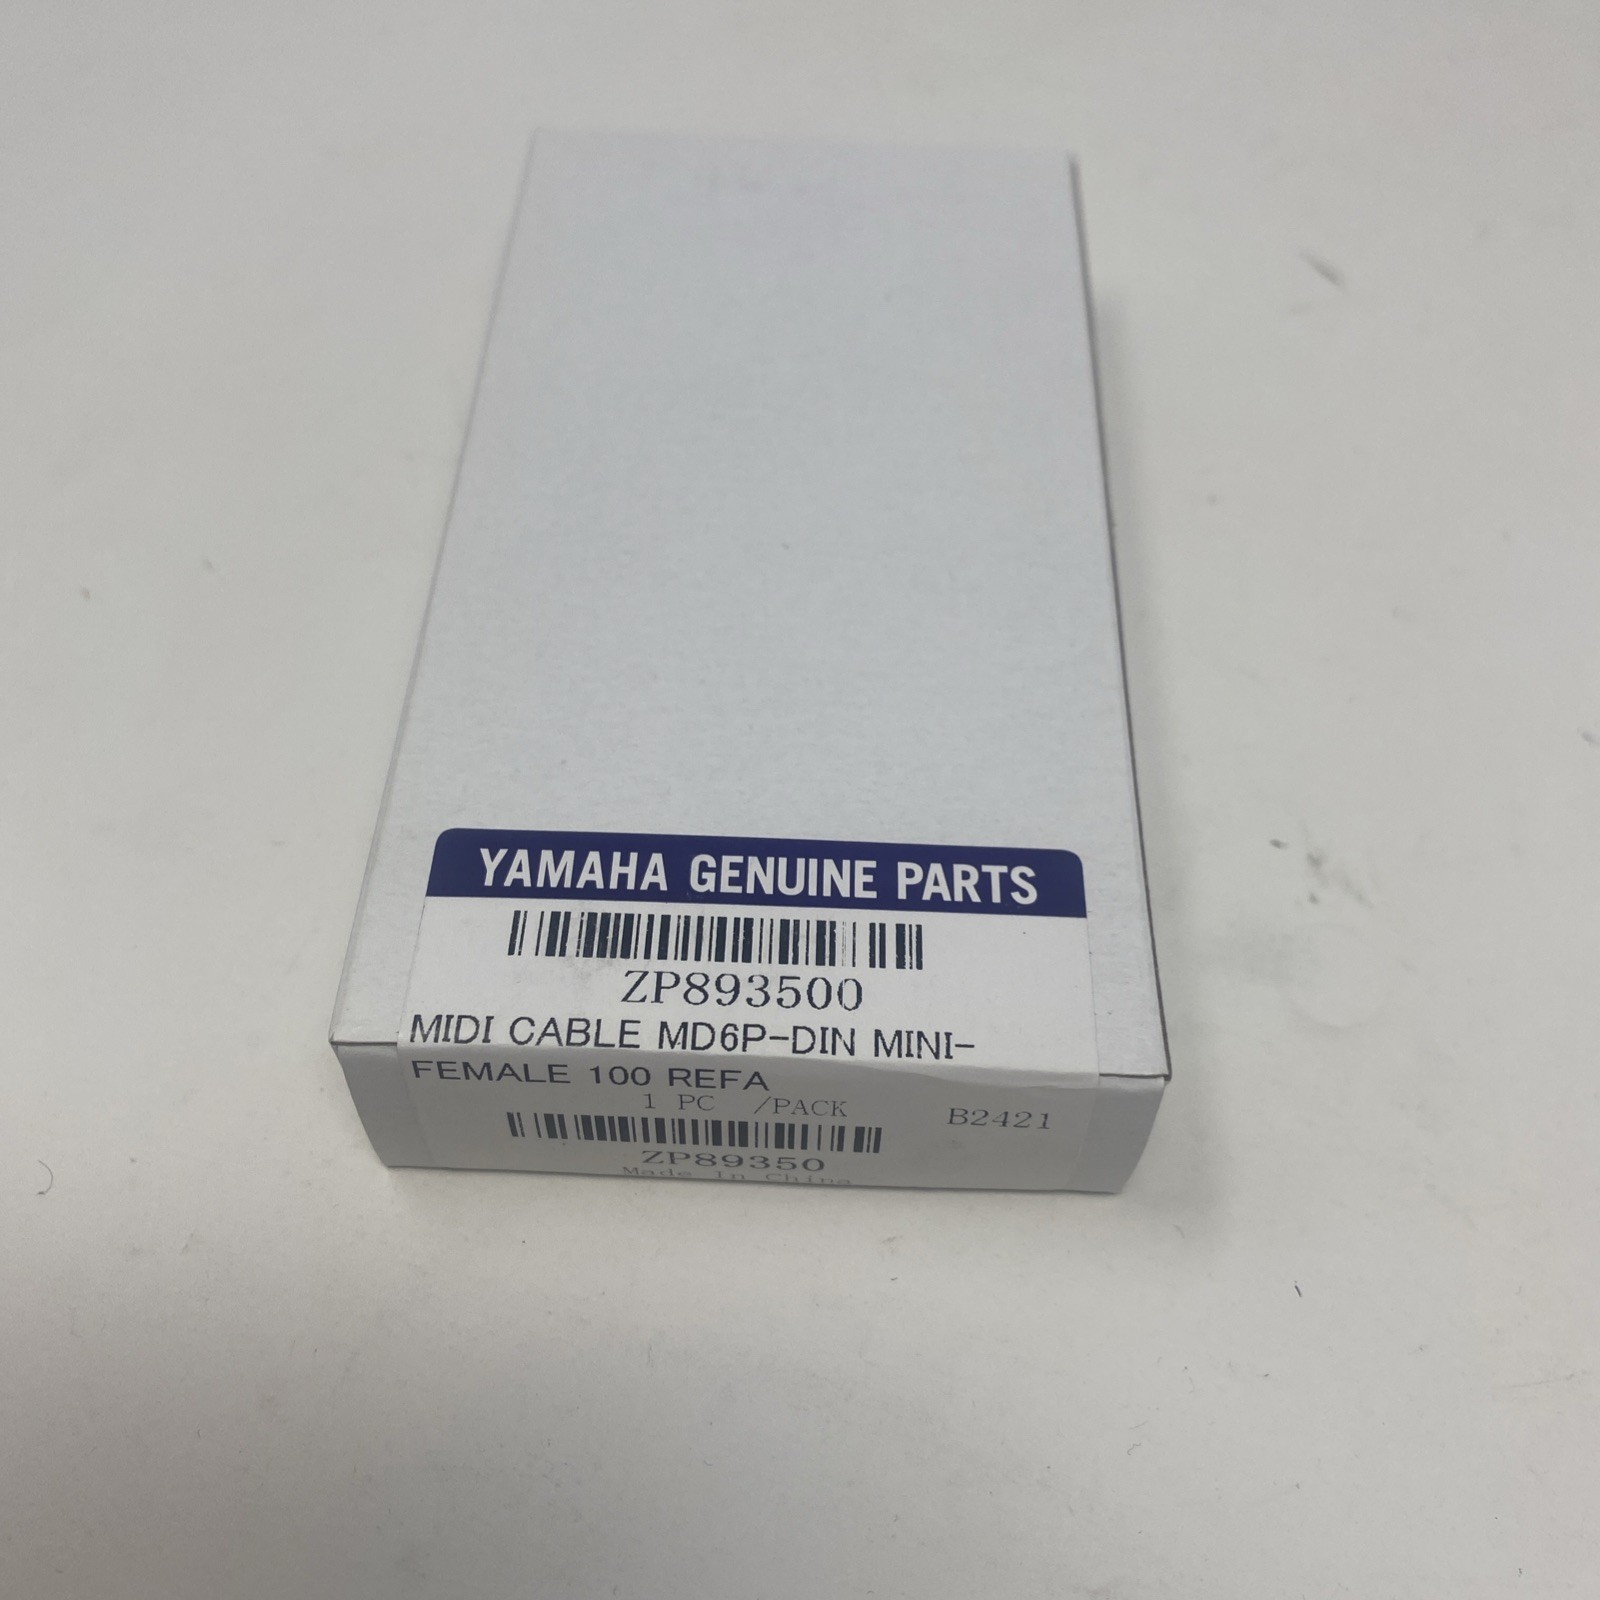 YAMAHA GENUINE PARTS
ZP893500
MIDI CABLE MD6P-DIN MINI-
FEMALE 100 REFA
1 PC /PACK
B2421
ZP89350
Made In China